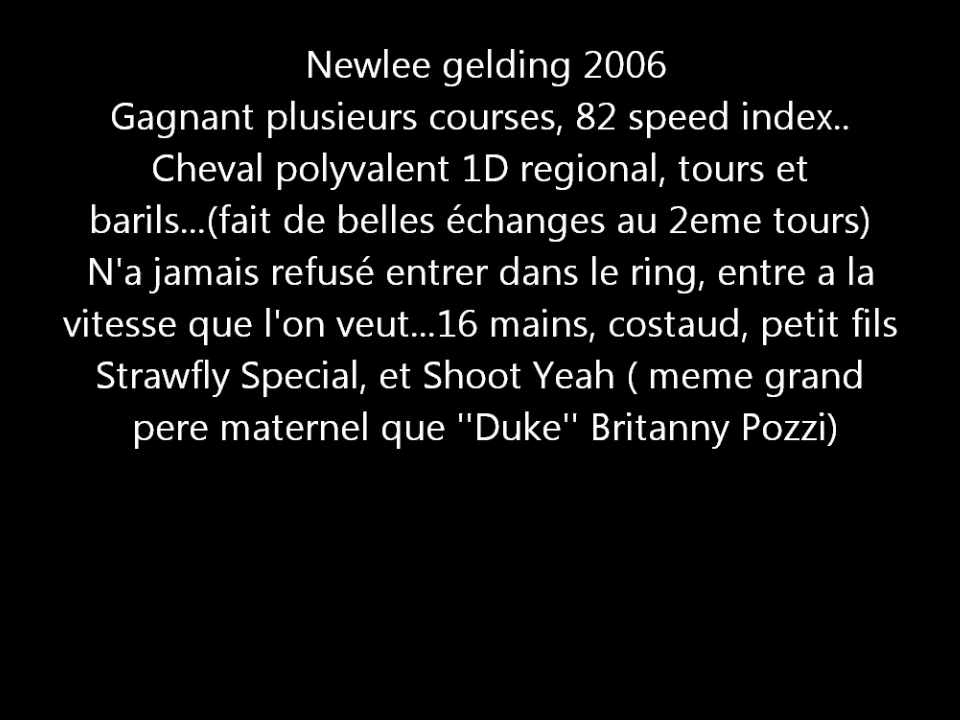 Newlee gelding 2006
Gagnant plusieurs courses, 82 speed index..
Cheval polyvalent 1D regional, tours et
barils...(fait de belles échanges au 2eme tours)
N'a jamais refusé entrer dans le ring, entre a la
vitesse que l'on veut...16 mains, costaud, petit fils
Strawfly Special, et Shoot Yeah ( meme grand
pere maternel que ''Duke'' Britanny Pozzi)